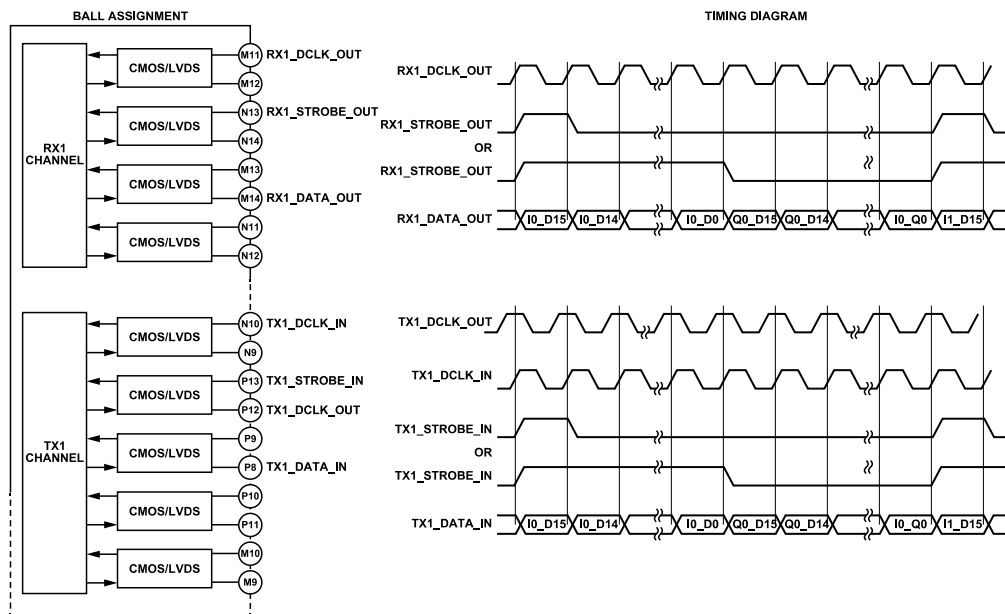 BALL ASSIGNMENT
RX1
CHANNEL
CMOS/LVDS
M11 RX1_DCLK_OUT
M12
CMOS/LVDS
N13 RX1_STROBE_OUT
N14
CMOS/LVDS
M13
M14 RX1_DATA_OUT
CMOS/LVDS
N11
N12
TX1
CHANNEL
CMOS/LVDS
N10 TX1_DCLK_IN
N9
CMOS/LVDS
P13 TX1_STROBE_IN
P12 TX1_DCLK_OUT
CMOS/LVDS
P9
P8 TX1_DATA_IN
CMOS/LVDS
P10
P11
CMOS/LVDS
M10
M9
TIMING DIAGRAM
RX1_DCLK_OUT
RX1_STROBE_OUT
OR
RX1_STROBE_OUT
RX1_DATA_OUT I0_D15 I0_D14 I0_D0 Q0_D15 Q0_D14 I0_Q0 I1_D15
TX1_DCLK_OUT
TX1_DCLK_IN
TX1_STROBE_IN
OR
TX1_STROBE_IN
TX1_DATA_IN I0_D15 I0_D14 I0_D0 Q0_D15 Q0_D14 I0_Q0 I1_D15